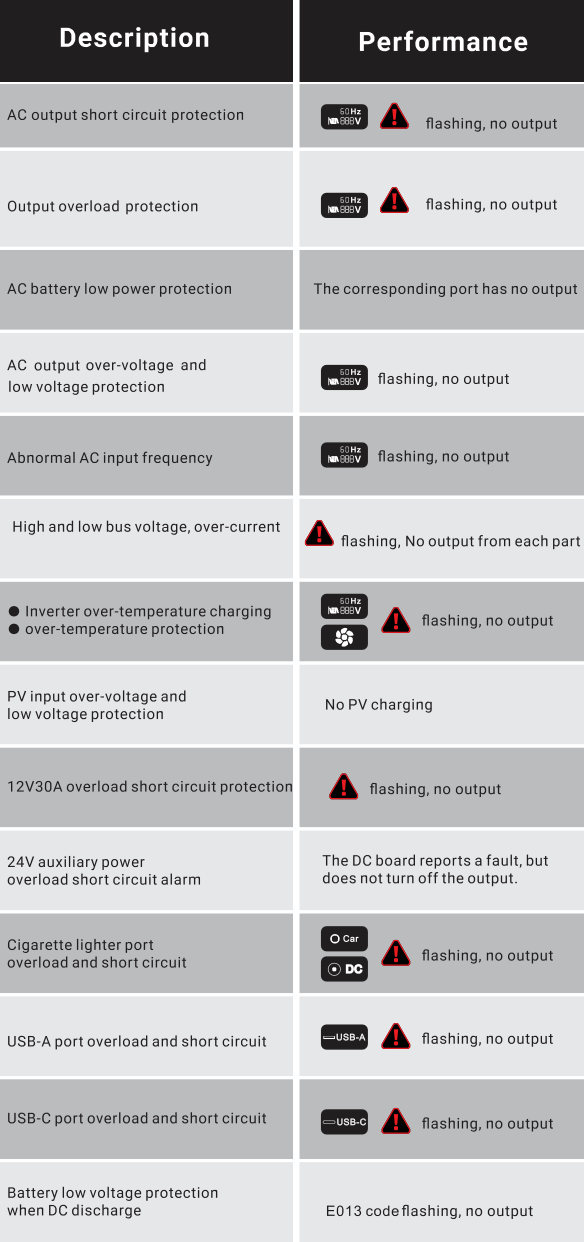 Description
Performance
AC output short circuit protection
60Hz
888V
flashing, no output
Output overload protection
60Hz
888V
flashing, no output
AC battery low power protection
The corresponding port has no output
AC output over-voltage and
low voltage protection
60Hz
888V
flashing, no output
Abnormal AC input frequency
60Hz
888V
flashing, no output
High and low bus voltage, over-current
flashing, No output from each part
● Inverter over-temperature charging
● over-temperature protection
60Hz
888V
flashing, no output
PV input over-voltage and
low voltage protection
No PV charging
12V30A overload short circuit protection
flashing, no output
24V auxiliary power
overload short circuit alarm
The DC board reports a fault, but
does not turn off the output.
Cigarette lighter port
overload and short circuit
Car
DC
flashing, no output
USB-A port overload and short circuit
USB-A
flashing, no output
USB-C port overload and short circuit
USB-C
flashing, no output
Battery low voltage protection
when DC discharge
E013 code flashing, no output